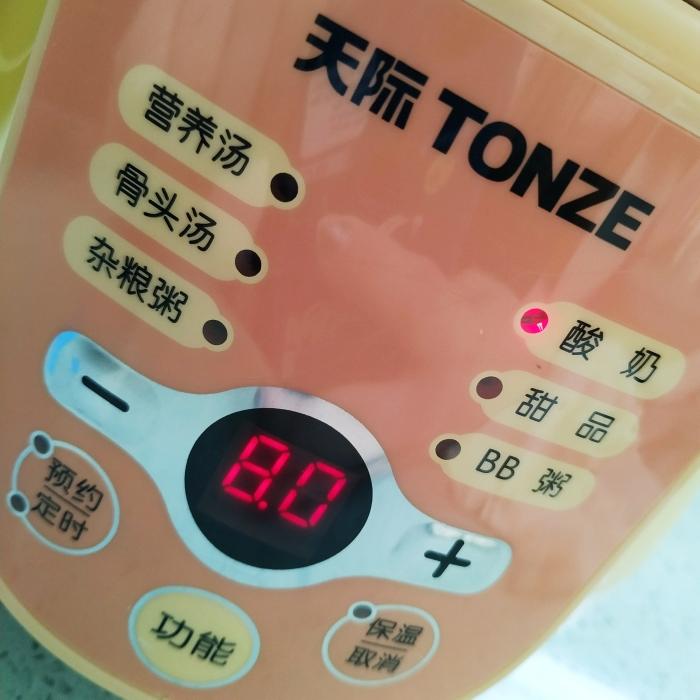 天际 TONZE
营养汤
骨头汤
杂粮粥
酸 奶
甜 品
BB 粥
−
8.0
+
预约
定时
功能
保温
取消